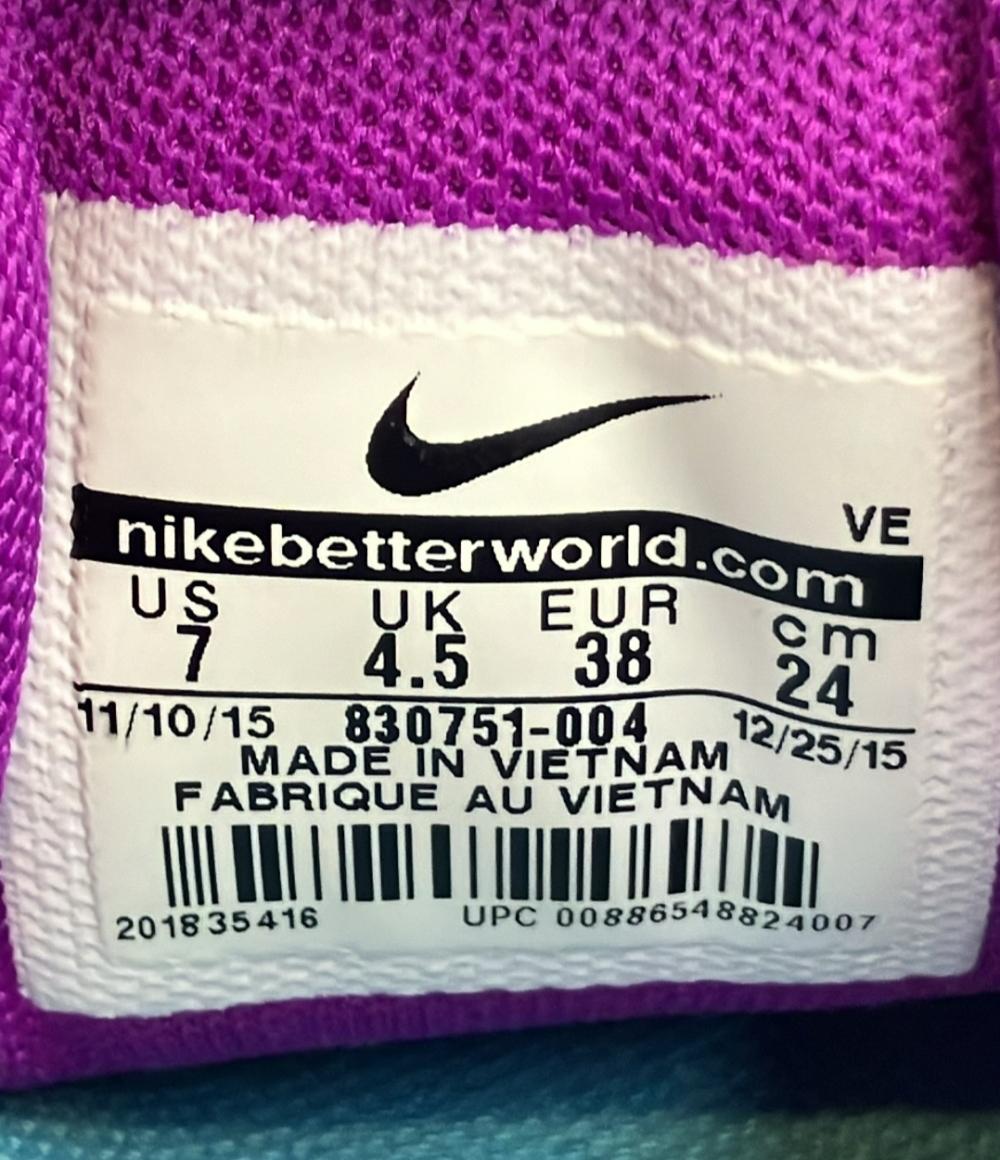 VE
nikebetterworld.com
US UK EUR cm
7 4.5 38 24
11/10/15 830751-004 12/25/15
MADE IN VIETNAM
FABRIQUE AU VIETNAM
201835416 UPC 00886548824007